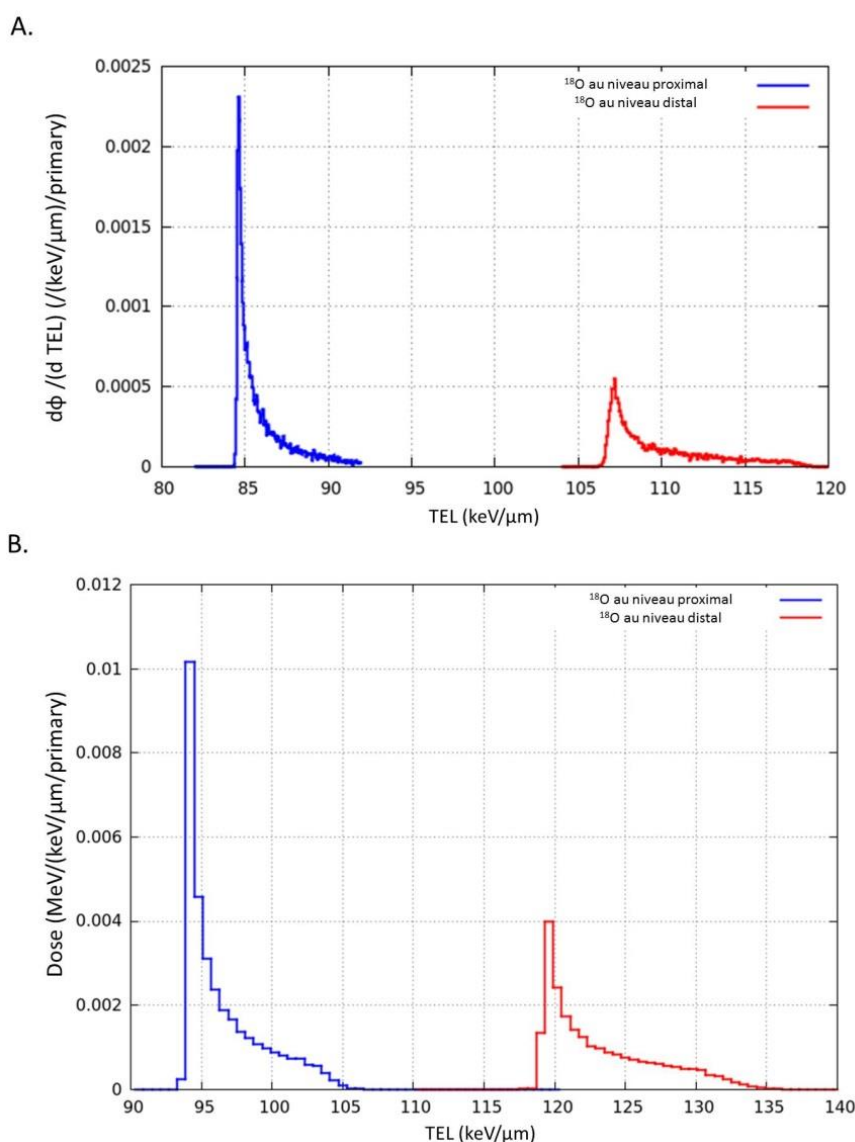 A.
0.0025
0.002
0.0015
0.001
0.0005
0
dϕ /(d TEL) (/(keV/µm)/primary)
¹⁸O au niveau proximal
¹⁸O au niveau distal
80 85 90 95 100 105 110 115 120
TEL (keV/µm)
B.
0.012
0.01
0.008
0.006
0.004
0.002
0
Dose (MeV/(keV/µm/primary)
¹⁸O au niveau proximal
¹⁸O au niveau distal
90 95 100 105 110 115 120 125 130 135 140
TEL (keV/µm)